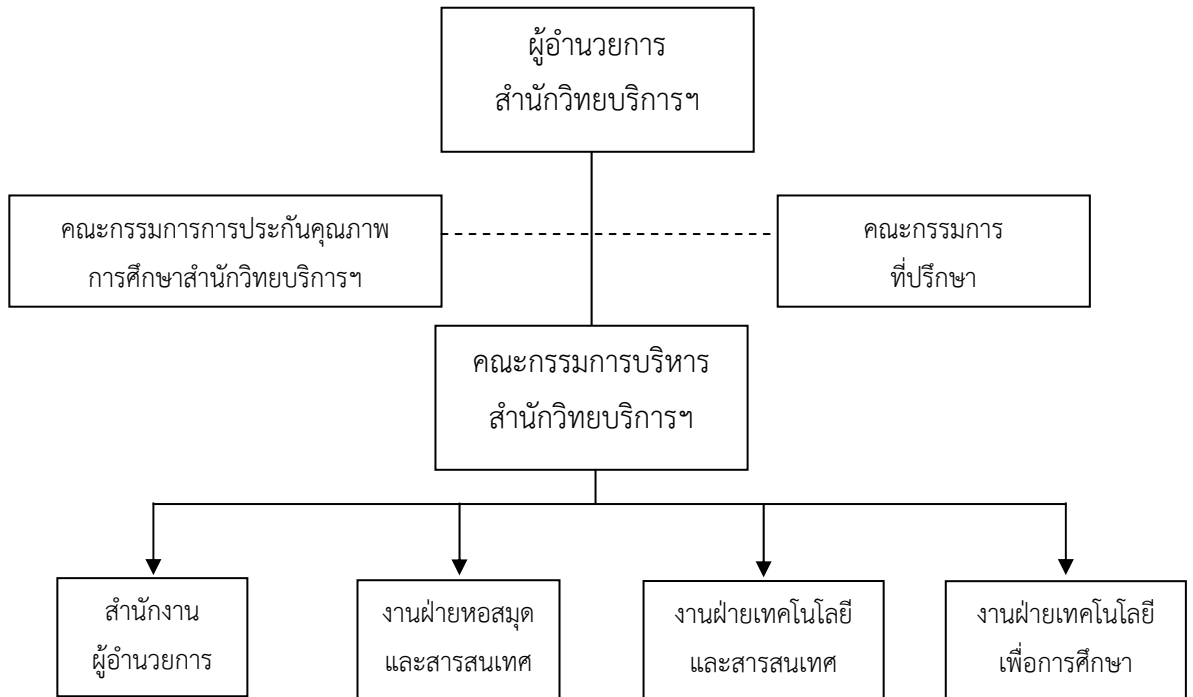 ผู้อำนวยการ
สำนักวิทยบริการฯ
คณะกรรมการการประกันคุณภาพ
การศึกษาสำนักวิทยบริการฯ
คณะกรรมการ
ที่ปรึกษา
คณะกรรมการบริหาร
สำนักวิทยบริการฯ
สำนักงาน
ผู้อำนวยการ
งานฝ่ายหอสมุด
และสารสนเทศ
งานฝ่ายเทคโนโลยี
และสารสนเทศ
งานฝ่ายเทคโนโลยี
เพื่อการศึกษา